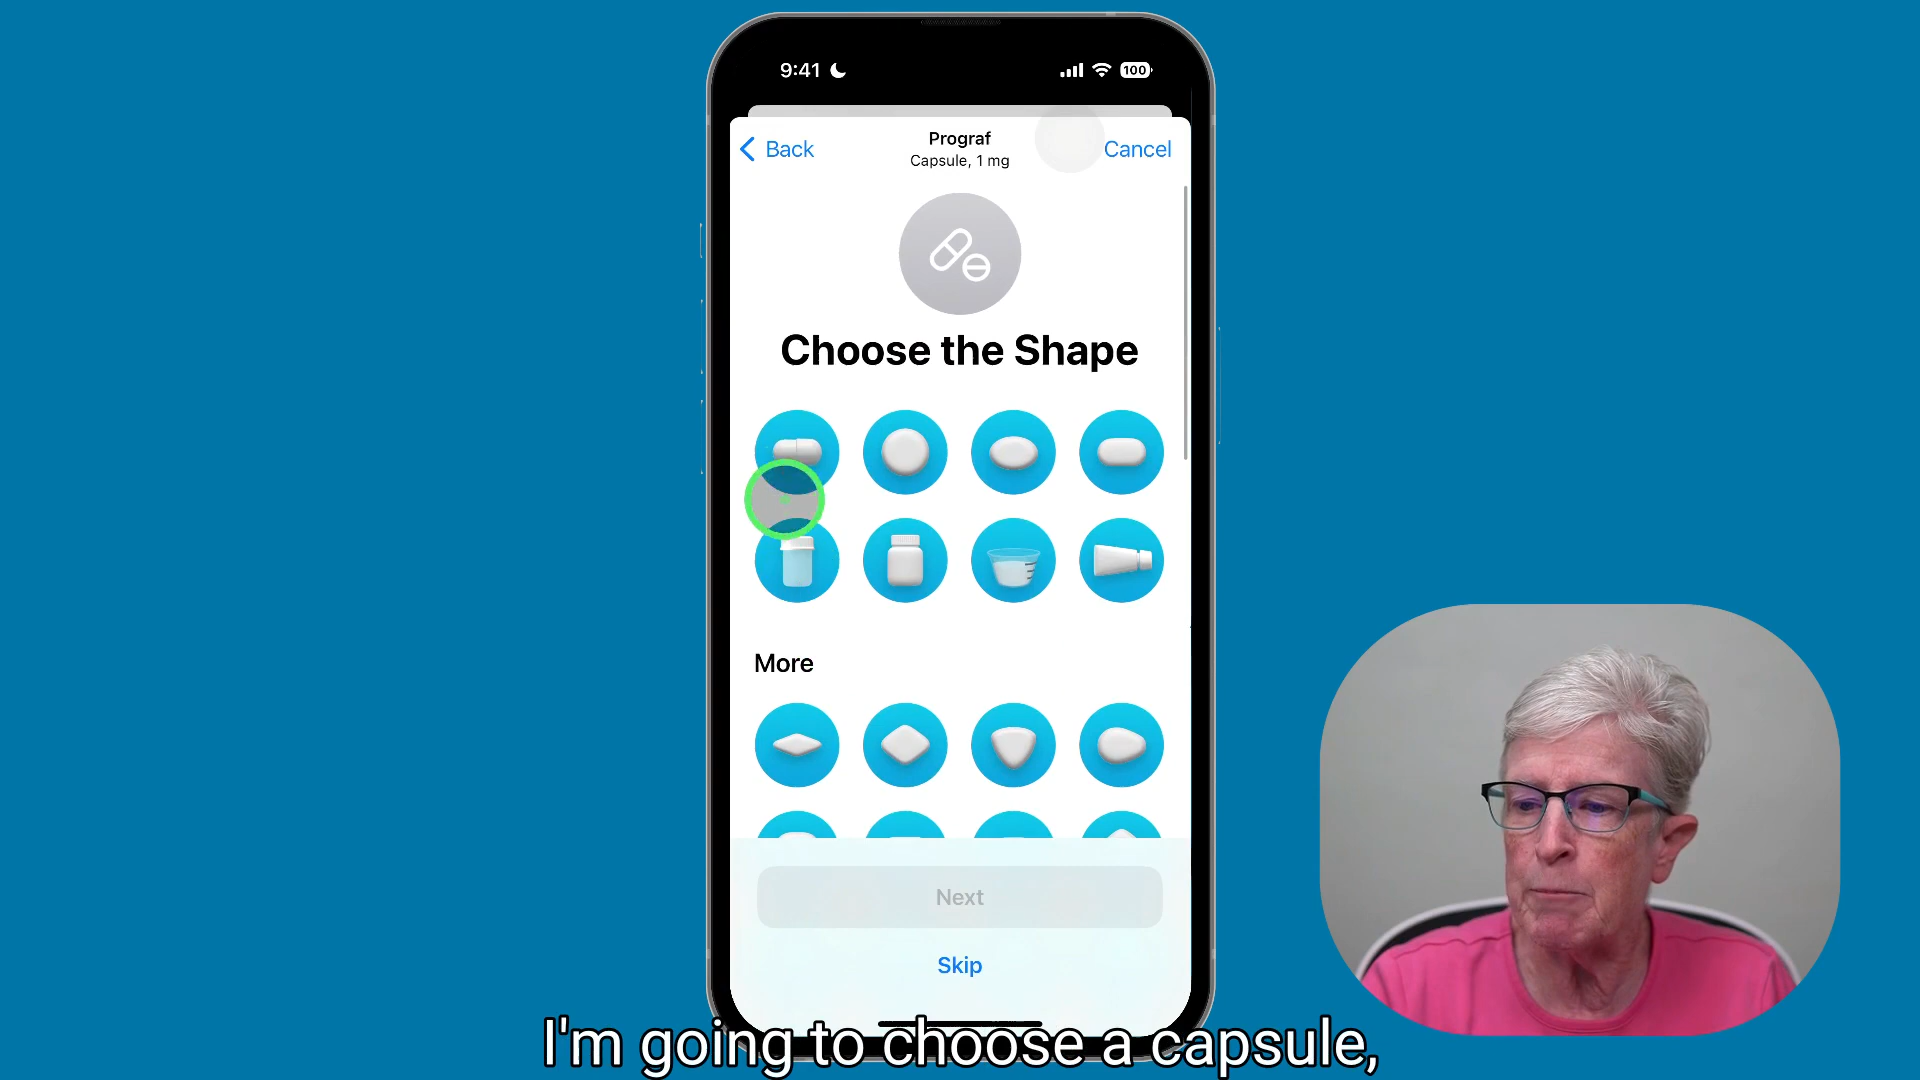 9:41
100
Back
Prograf
Capsule, 1 mg
Cancel
Choose the Shape
More
Next
Skip
I'm going to choose a capsule,